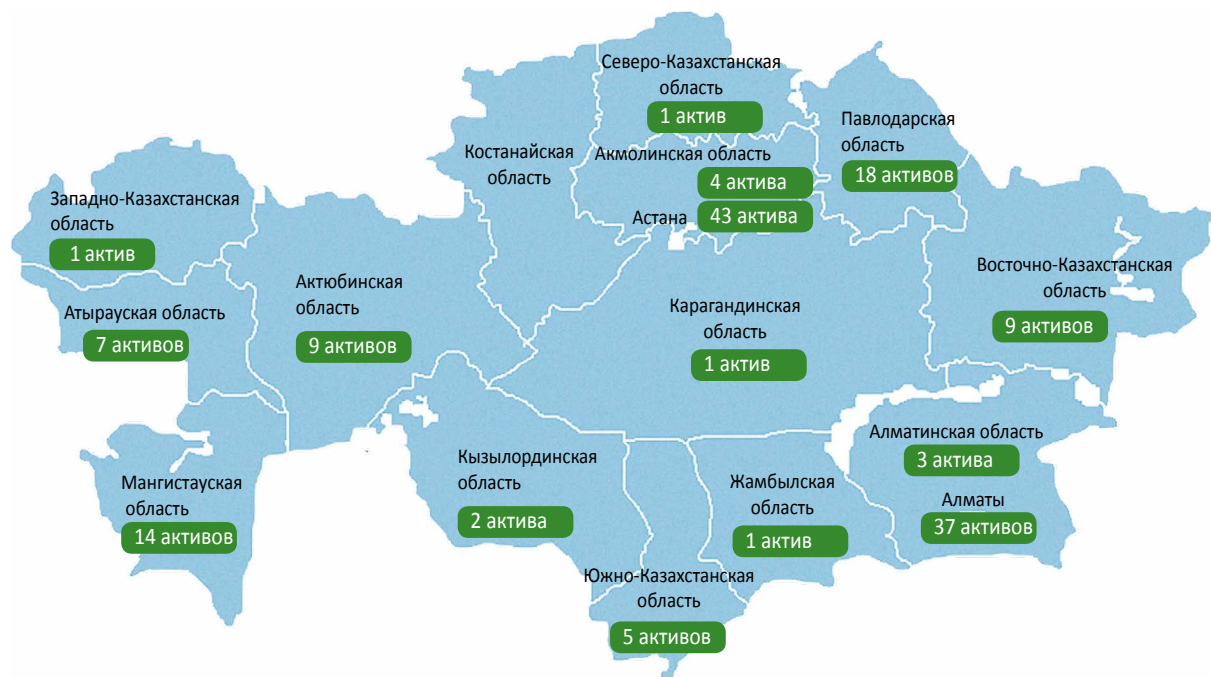 Северо-Казахстанская
область
1 актив
Павлодарская
область
18 активов
Костанайская
область
Акмолинская область
4 актива
Астана
43 актива
Западно-Казахстанская
область
1 актив
Восточно-Казахстанская
область
9 активов
Актюбинская
область
9 активов
Атырауская область
7 активов
Карагандинская
область
1 актив
Алматинская область
3 актива
Кызылординская
область
2 актива
Жамбылская
область
1 актив
Мангистауская
область
14 активов
Алматы
37 активов
Южно-Казахстанская
область
5 активов